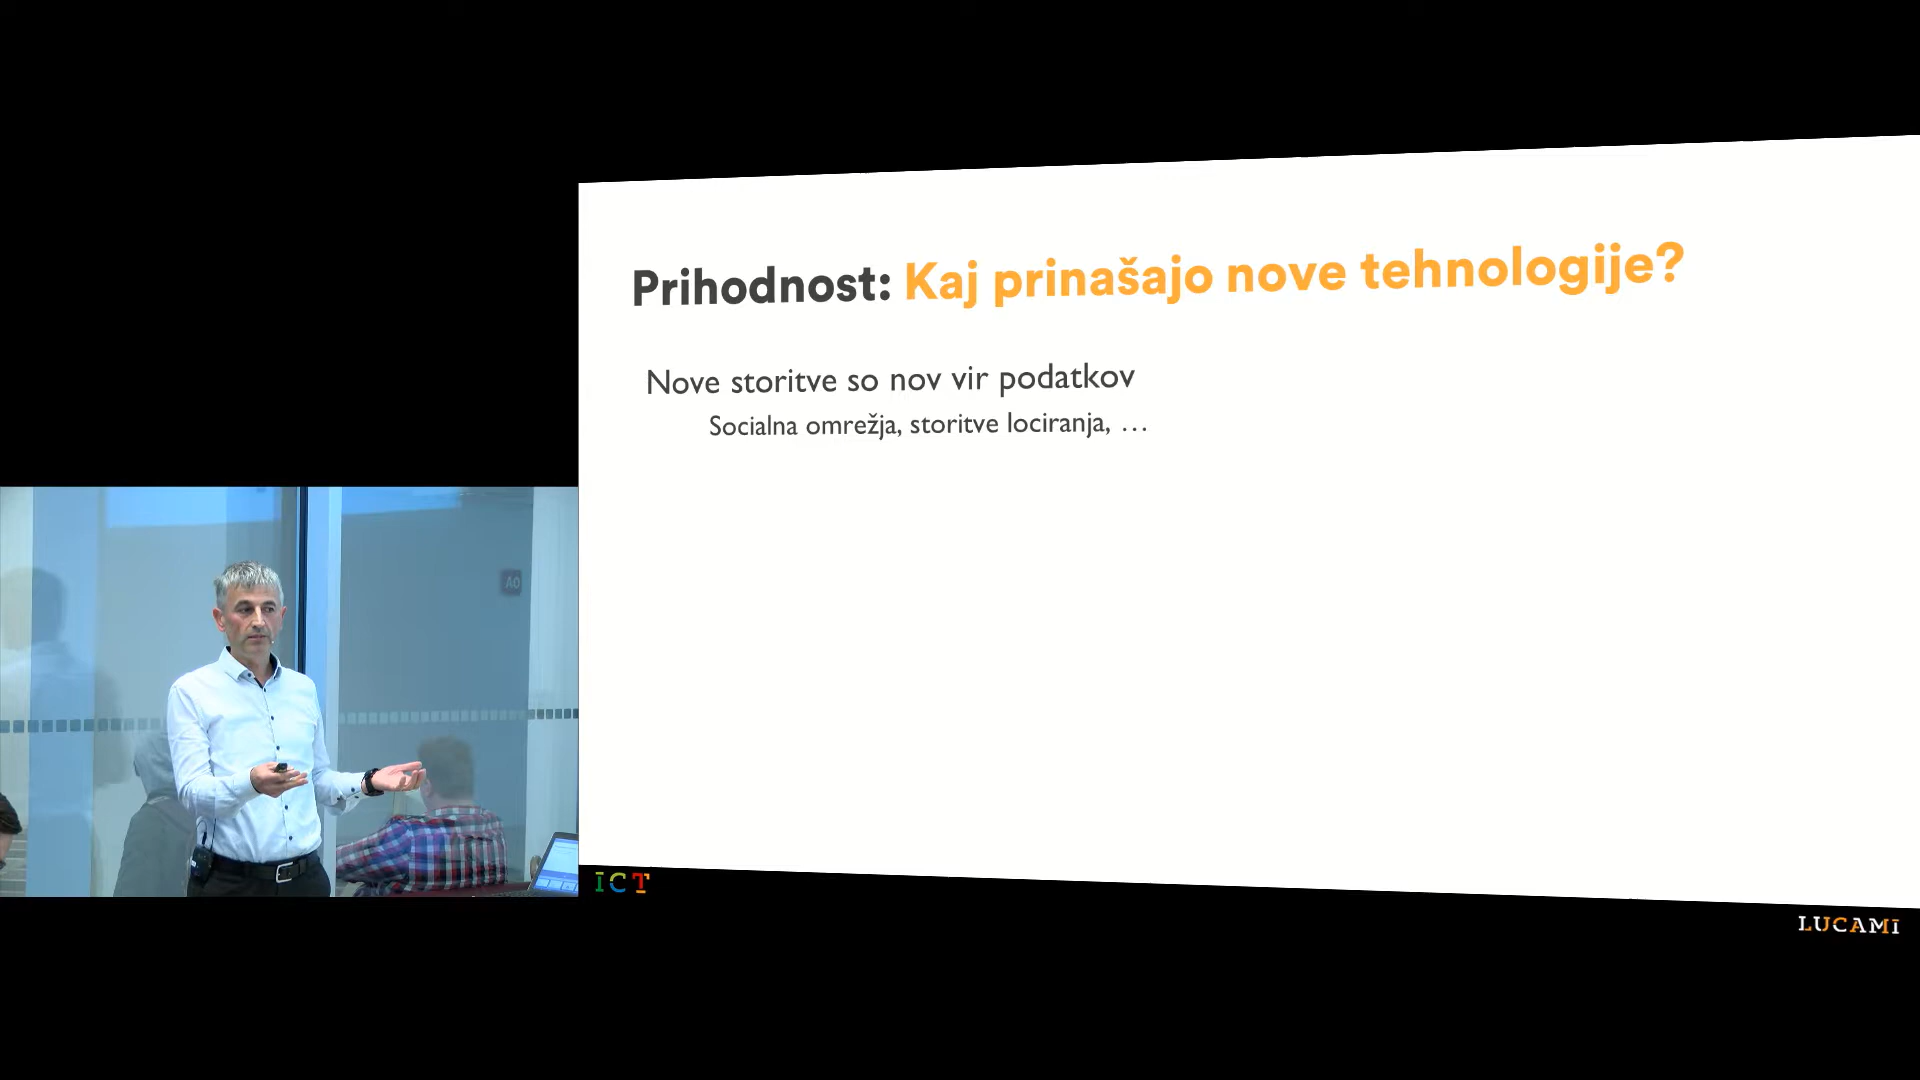 Prihodnost: Kaj prinašajo nove tehnologije?
Nove storitve so nov vir podatkov
Socialna omrežja, storitve lociranja, …
ICT
LUCAMI